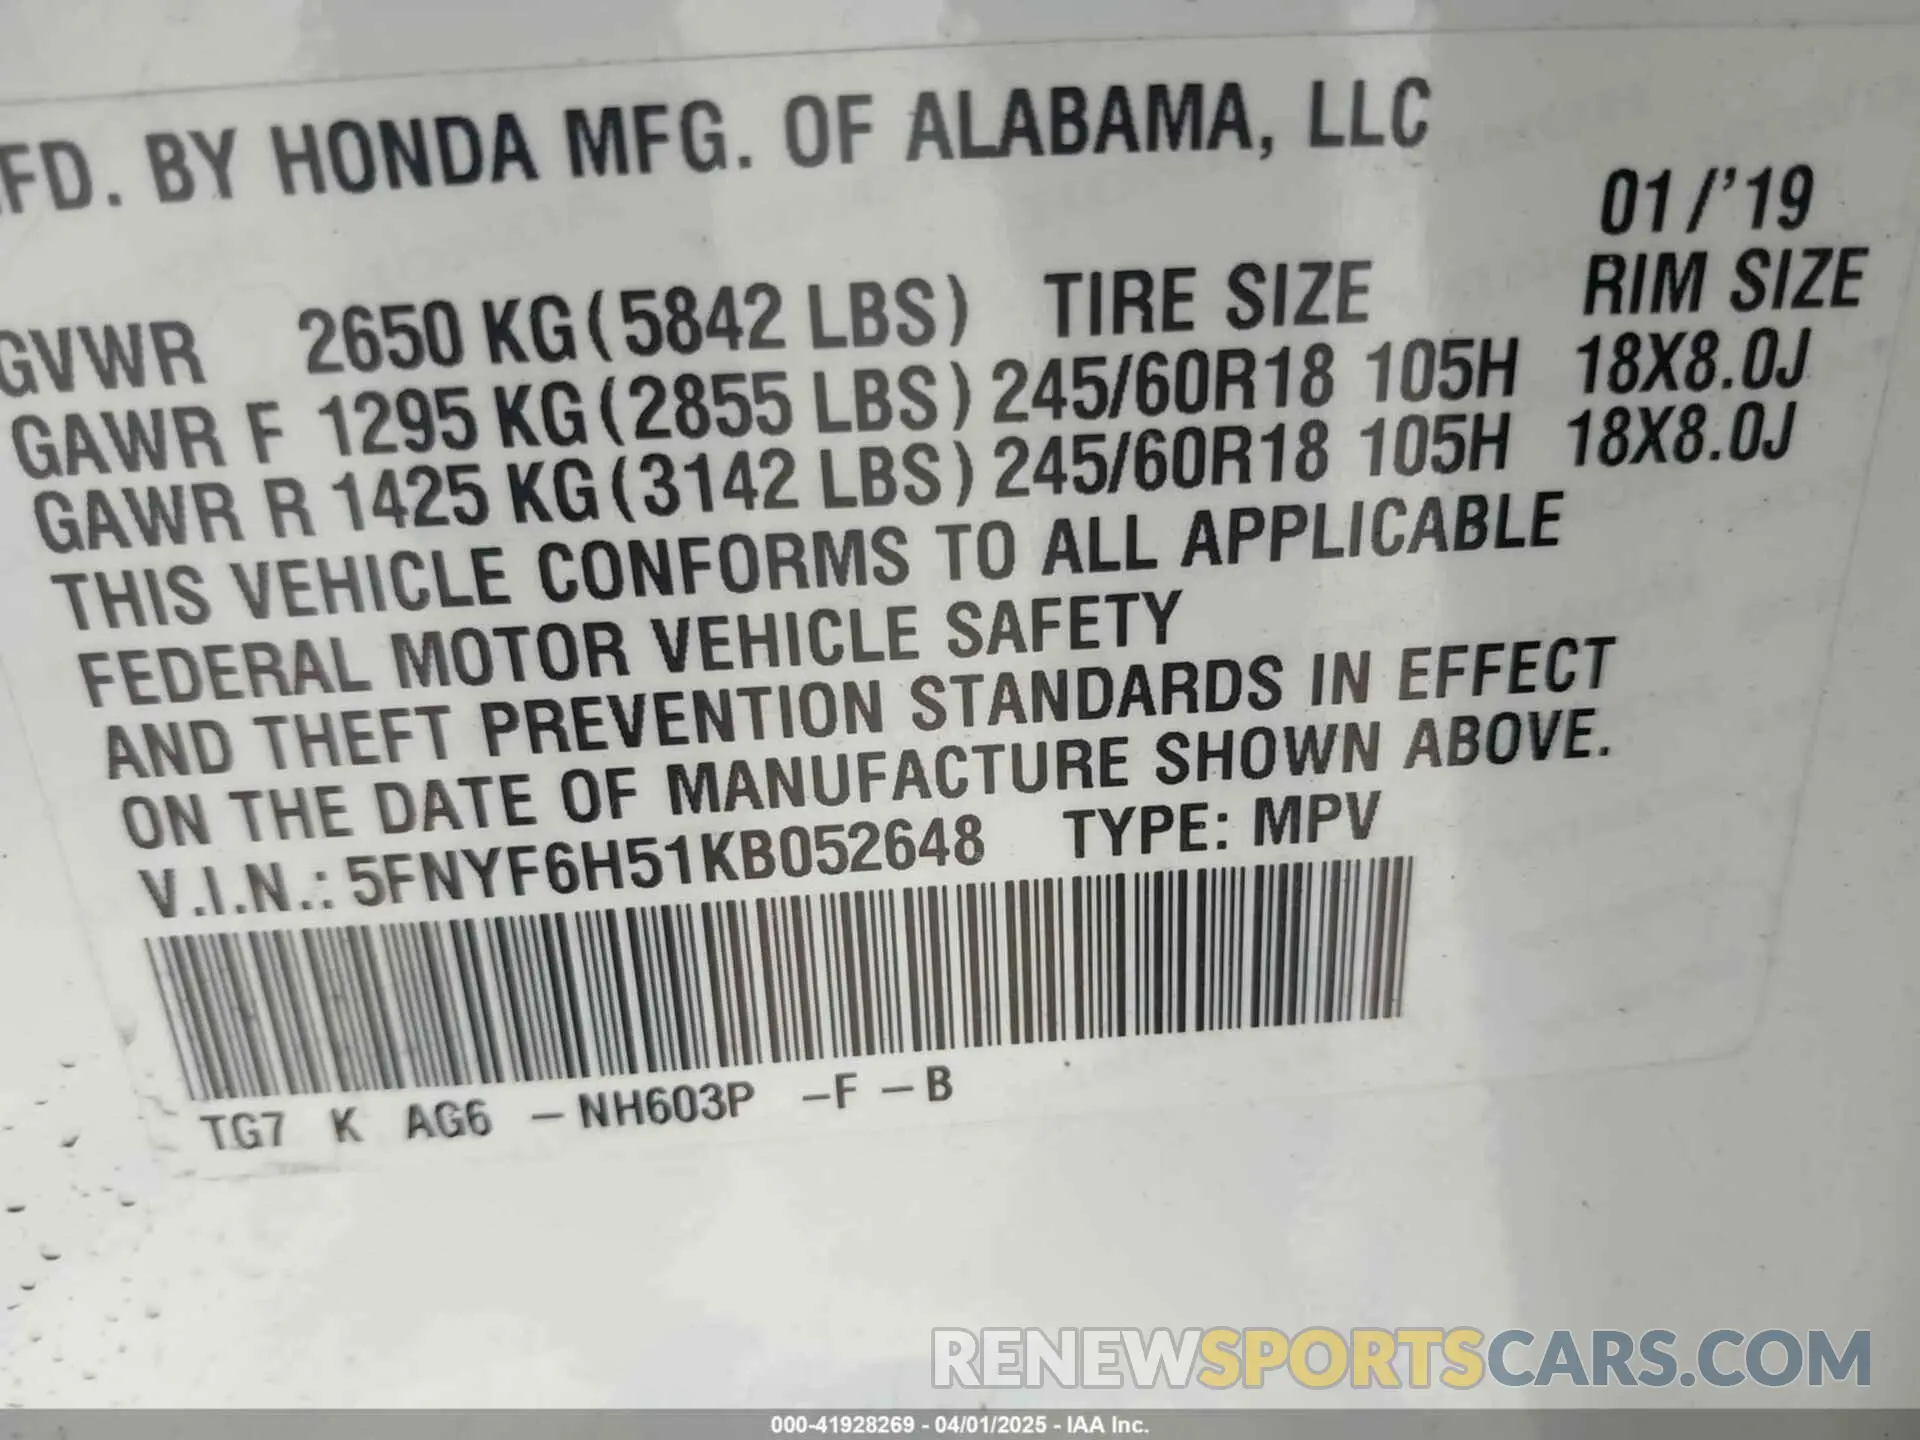 FD. BY HONDA MFG. OF ALABAMA, LLC
01/'19
GVWR 2650 KG (5842 LBS) TIRE SIZE RIM SIZE
GAWR F 1295 KG (2855 LBS) 245/60R18 105H 18X8.0J
GAWR R 1425 KG (3142 LBS) 245/60R18 105H 18X8.0J
THIS VEHICLE CONFORMS TO ALL APPLICABLE
FEDERAL MOTOR VEHICLE SAFETY
AND THEFT PREVENTION STANDARDS IN EFFECT
ON THE DATE OF MANUFACTURE SHOWN ABOVE.
V.I.N.: 5FNYF6H51KB052648 TYPE: MPV
TG7 K AG6 –NH603P –F –B
RENEWSPORTSCARS.COM
000-41928269 - 04/01/2025 - IAA Inc.